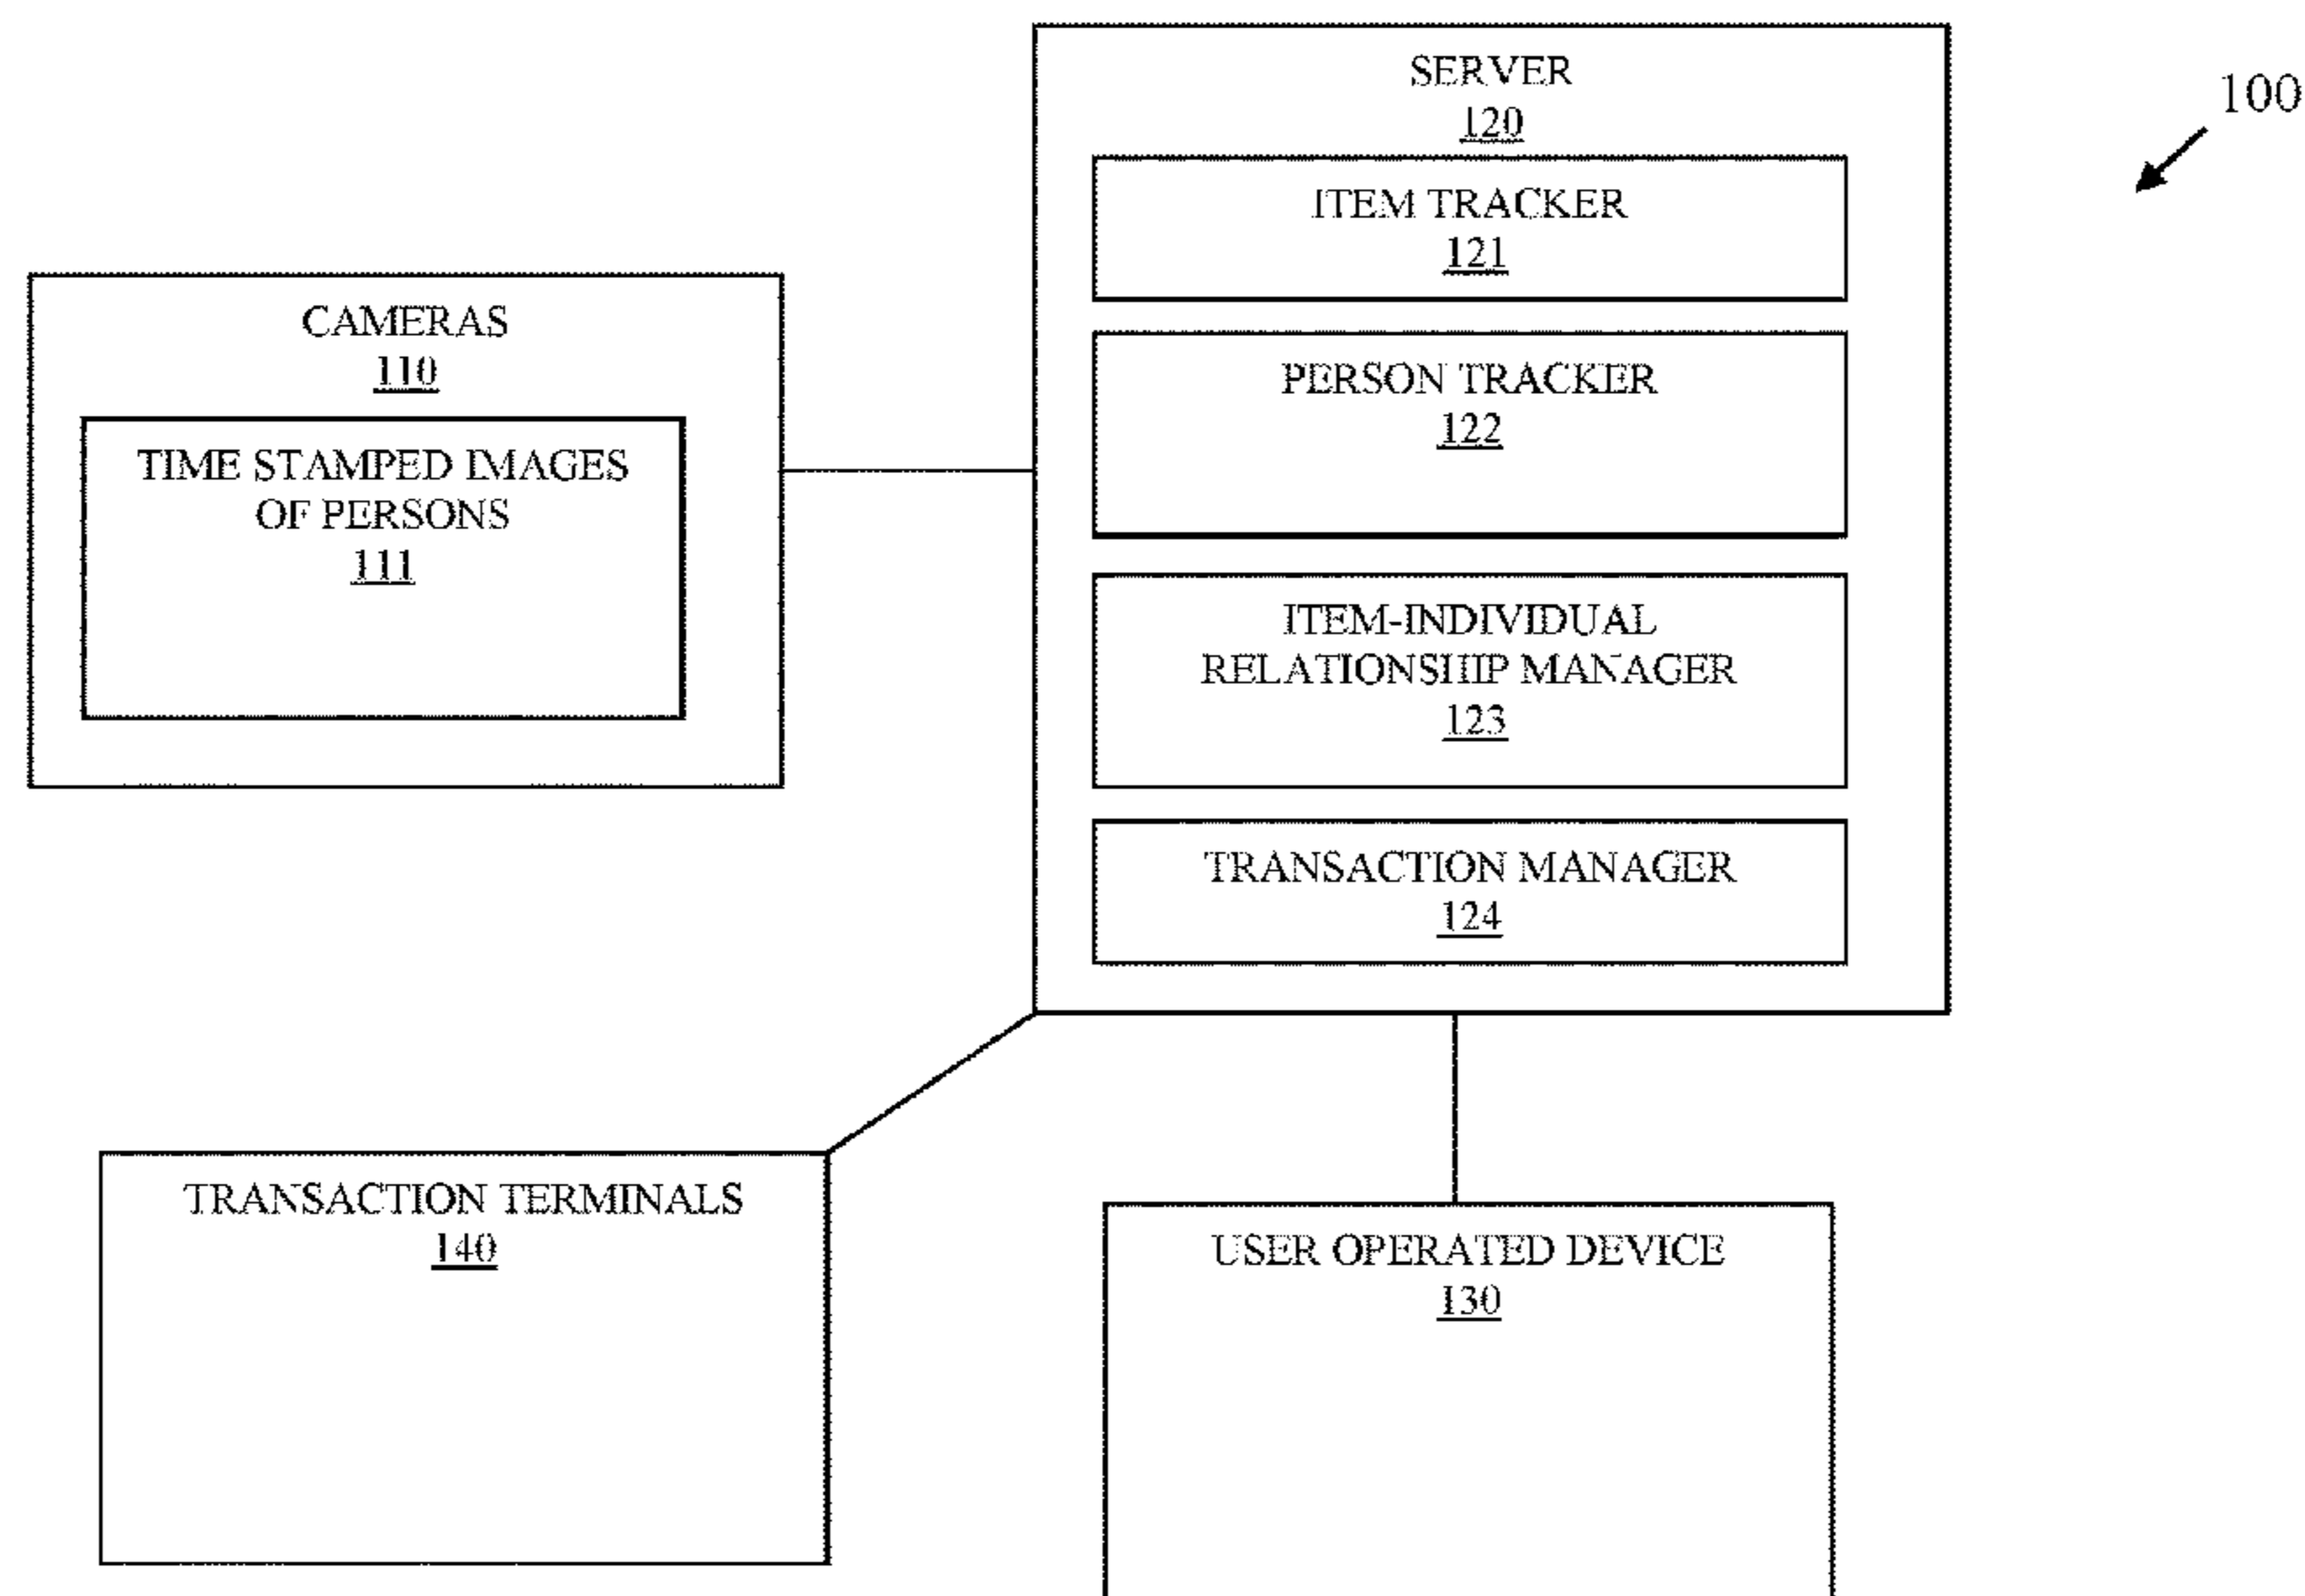 SERVER
120
100
ITEM TRACKER
121
CAMERAS
110
PERSON TRACKER
122
TIME STAMPED IMAGES
OF PERSONS
111
ITEM-INDIVIDUAL
RELATIONSHIP MANAGER
123
TRANSACTION MANAGER
124
TRANSACTION TERMINALS
140
USER OPERATED DEVICE
130